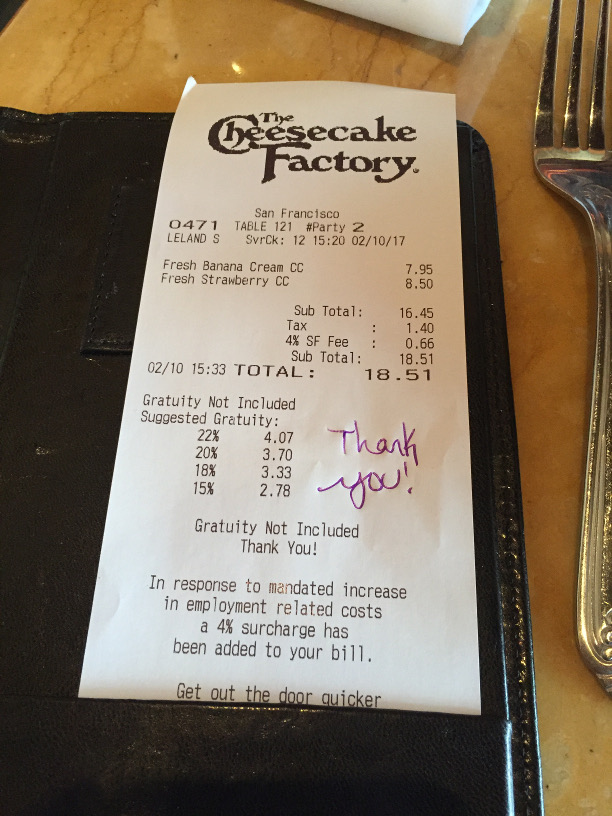 The
Cheesecake
Factory.
San Francisco
0471 TABLE 121 #Party 2
LELAND S SvrCk: 12 15:20 02/10/17
Fresh Banana Cream CC 7.95
Fresh Strawberry CC 8.50
Sub Total: 16.45
Tax : 1.40
4% SF Fee : 0.66
Sub Total: 18.51
02/10 15:33 TOTAL: 18.51
Gratuity Not Included
Suggested Gratuity:
22% 4.07
20% 3.70
18% 3.33
15% 2.78
Thank
you!
Gratuity Not Included
Thank You!
In response to mandated increase
in employment related costs
a 4% surcharge has
been added to your bill.
Get out the door quicker